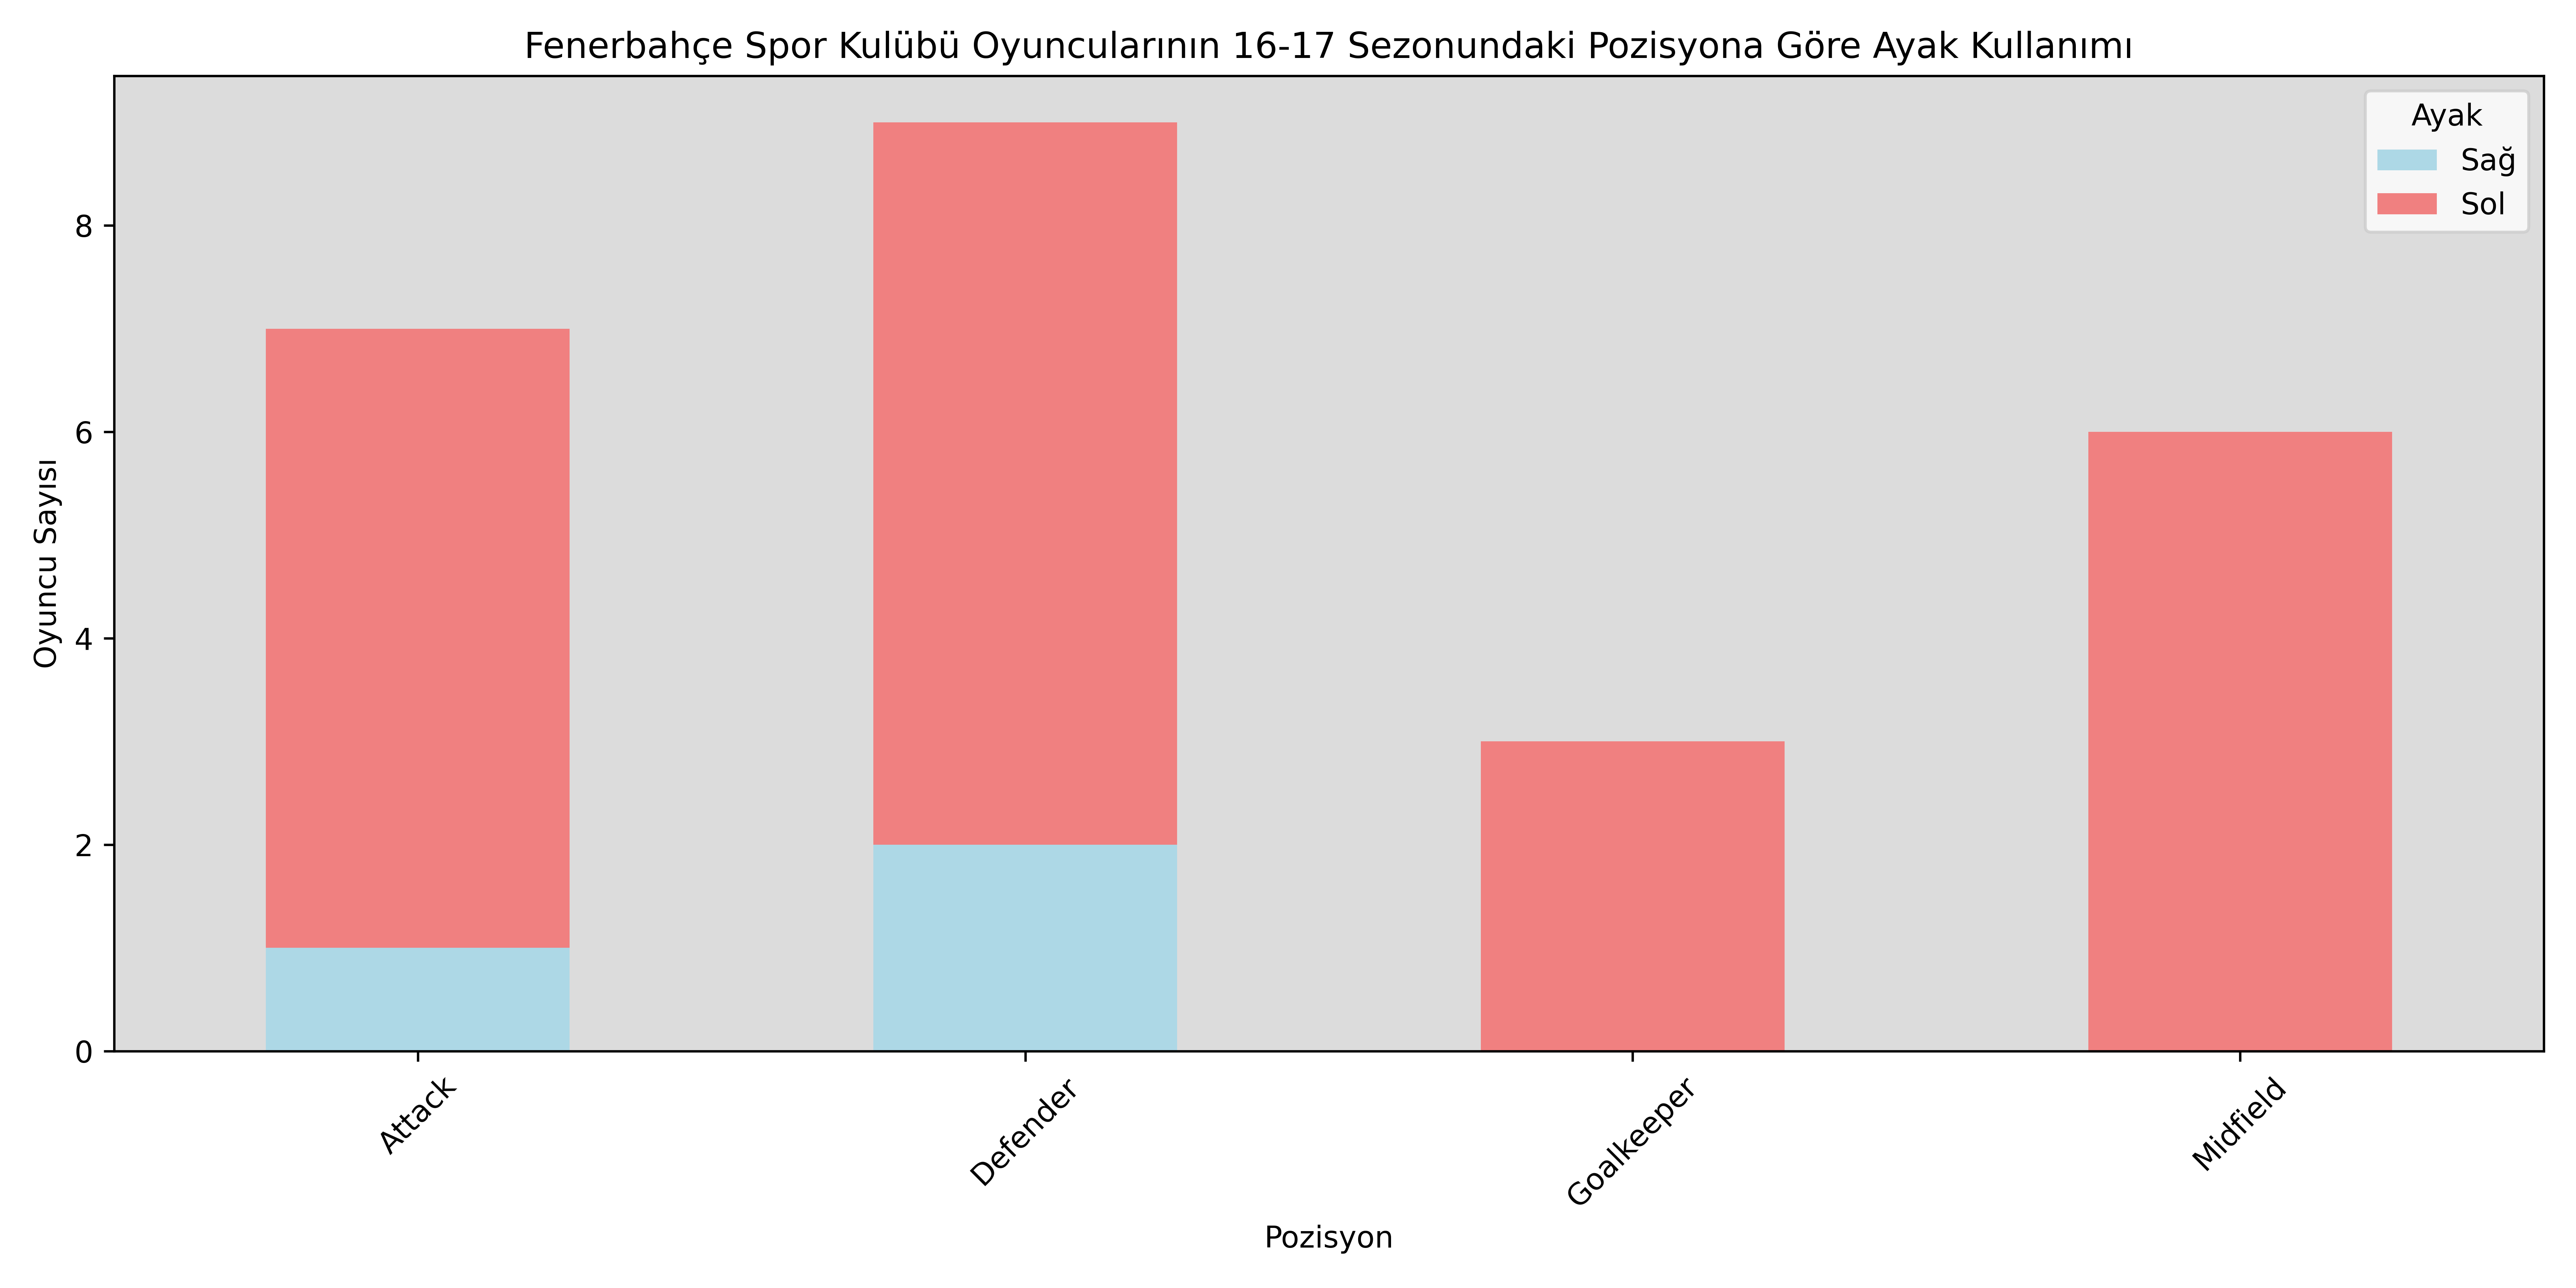 Fenerbahçe Spor Kulübü Oyuncularının 16-17 Sezonundaki Pozisyona Göre Ayak Kullanımı
Ayak
Sağ
Sol
Oyuncu Sayısı
8
6
4
2
0
Attack
Defender
Goalkeeper
Midfield
Pozisyon